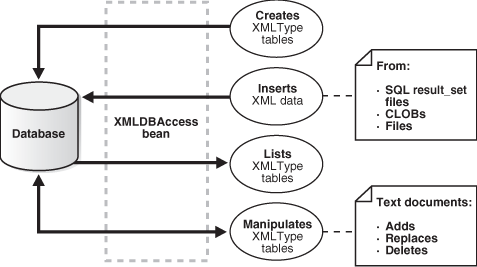 Creates
XMLType
tables
Inserts
XML data
From:
· SQL result_set
files
· CLOBs
· Files
Database
XMLDBAccess
bean
Lists
XMLType
tables
Manipulates
XMLType
tables
Text documents:
· Adds
· Replaces
· Deletes